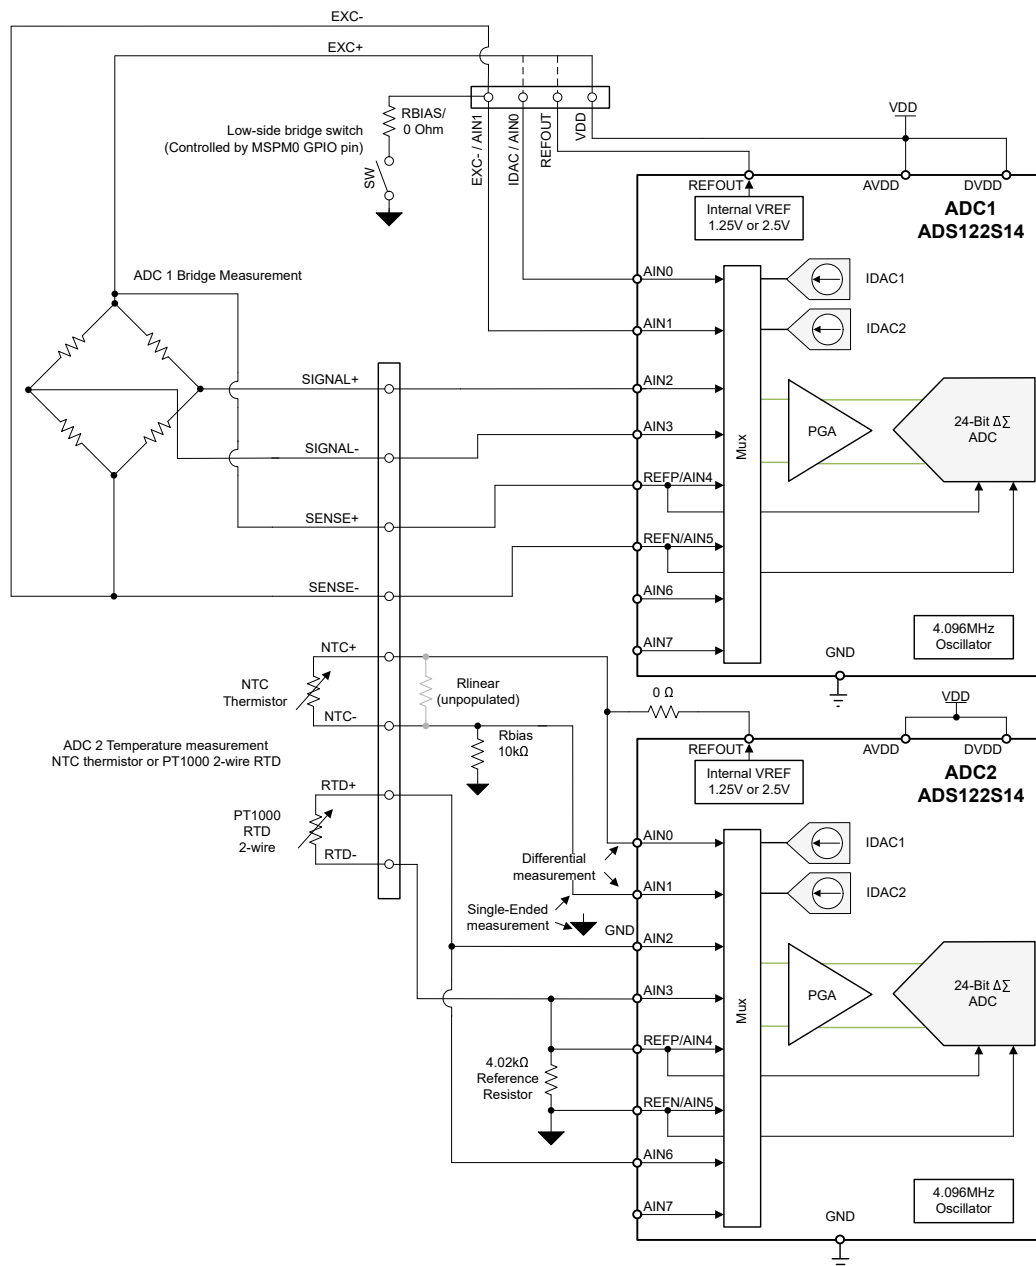 EXC-
EXC+
RBIAS/
0 Ohm
Low-side bridge switch
(Controlled by MSPM0 GPIO pin)
SW
EXC- / AIN1
IDAC / AIN0
REFOUT
VDD
VDD
REFOUT
AVDD
DVDD
Internal VREF
1.25V or 2.5V
ADC1
ADS122S14
ADC 1 Bridge Measurement
AIN0
IDAC1
AIN1
IDAC2
SIGNAL+
AIN2
SIGNAL-
AIN3
Mux
PGA
24-Bit ΔΣ
ADC
SENSE+
REFP/AIN4
REFN/AIN5
SENSE-
AIN6
AIN7
4.096MHz
Oscillator
GND
NTC+
NTC
Thermistor
NTC-
Rlinear
(unpopulated)
Rbias
10kΩ
0 Ω
VDD
ADC 2 Temperature measurement
NTC thermistor or PT1000 2-wire RTD
REFOUT
AVDD
DVDD
Internal VREF
1.25V or 2.5V
ADC2
ADS122S14
RTD+
PT1000
RTD
2-wire
RTD-
AIN0
IDAC1
Differential
measurement
AIN1
IDAC2
Single-Ended
measurement
GND
AIN2
AIN3
Mux
PGA
24-Bit ΔΣ
ADC
REFP/AIN4
4.02kΩ
Reference
Resistor
REFN/AIN5
AIN6
AIN7
4.096MHz
Oscillator
GND